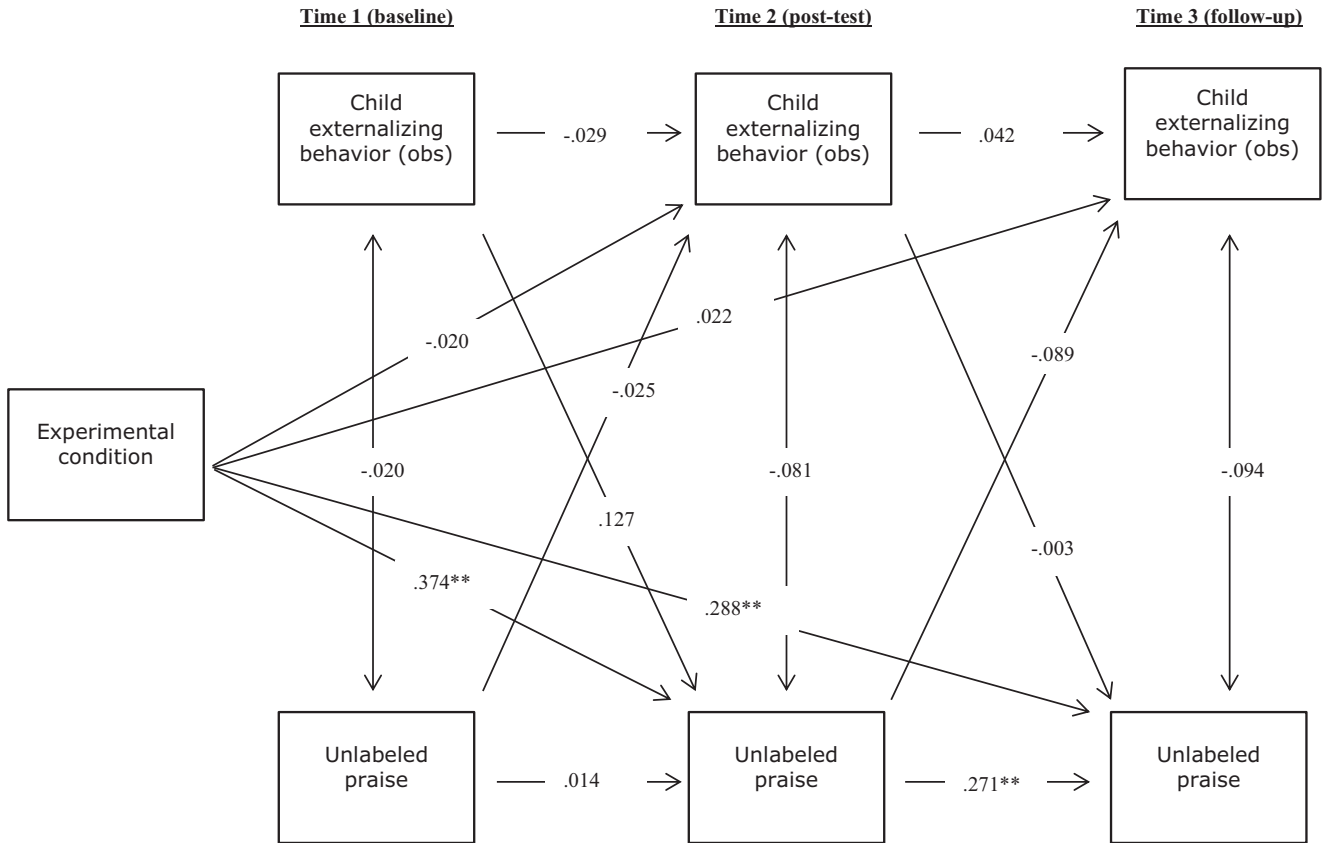 Time 1 (baseline)
Time 2 (post-test)
Time 3 (follow-up)
Child
externalizing
behavior (obs)
-.029
Child
externalizing
behavior (obs)
.042
Child
externalizing
behavior (obs)
-.020
.022
-.089
-.025
Experimental
condition
-.020
-.081
-.094
.127
-.003
.374**
.288**
Unlabeled
praise
.014
Unlabeled
praise
.271**
Unlabeled
praise